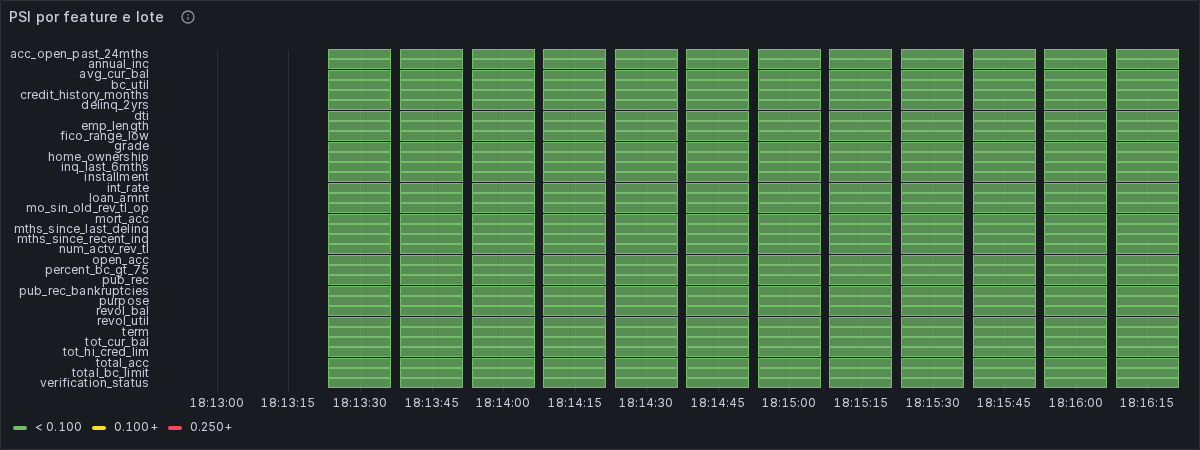 PSI por feature e lote
acc_open_past_24mths
annual_inc
avg_cur_bal
bc_util
credit_history_months
delinq_2yrs
dti
emp_length
fico_range_low
grade
home_ownership
inq_last_6mths
installment
int_rate
loan_amnt
mo_sin_old_rev_tl_op
mort_acc
mths_since_last_delinq
mths_since_recent_inq
num_actv_rev_tl
open_acc
percent_bc_gt_75
pub_rec
pub_rec_bankruptcies
purpose
revol_bal
revol_util
term
tot_cur_bal
tot_hi_cred_lim
total_acc
total_bc_limit
verification_status
18:13:00 18:13:15 18:13:30 18:13:45 18:14:00 18:14:15 18:14:30 18:14:45 18:15:00 18:15:15 18:15:30 18:15:45 18:16:00 18:16:15
< 0.100 0.100+ 0.250+